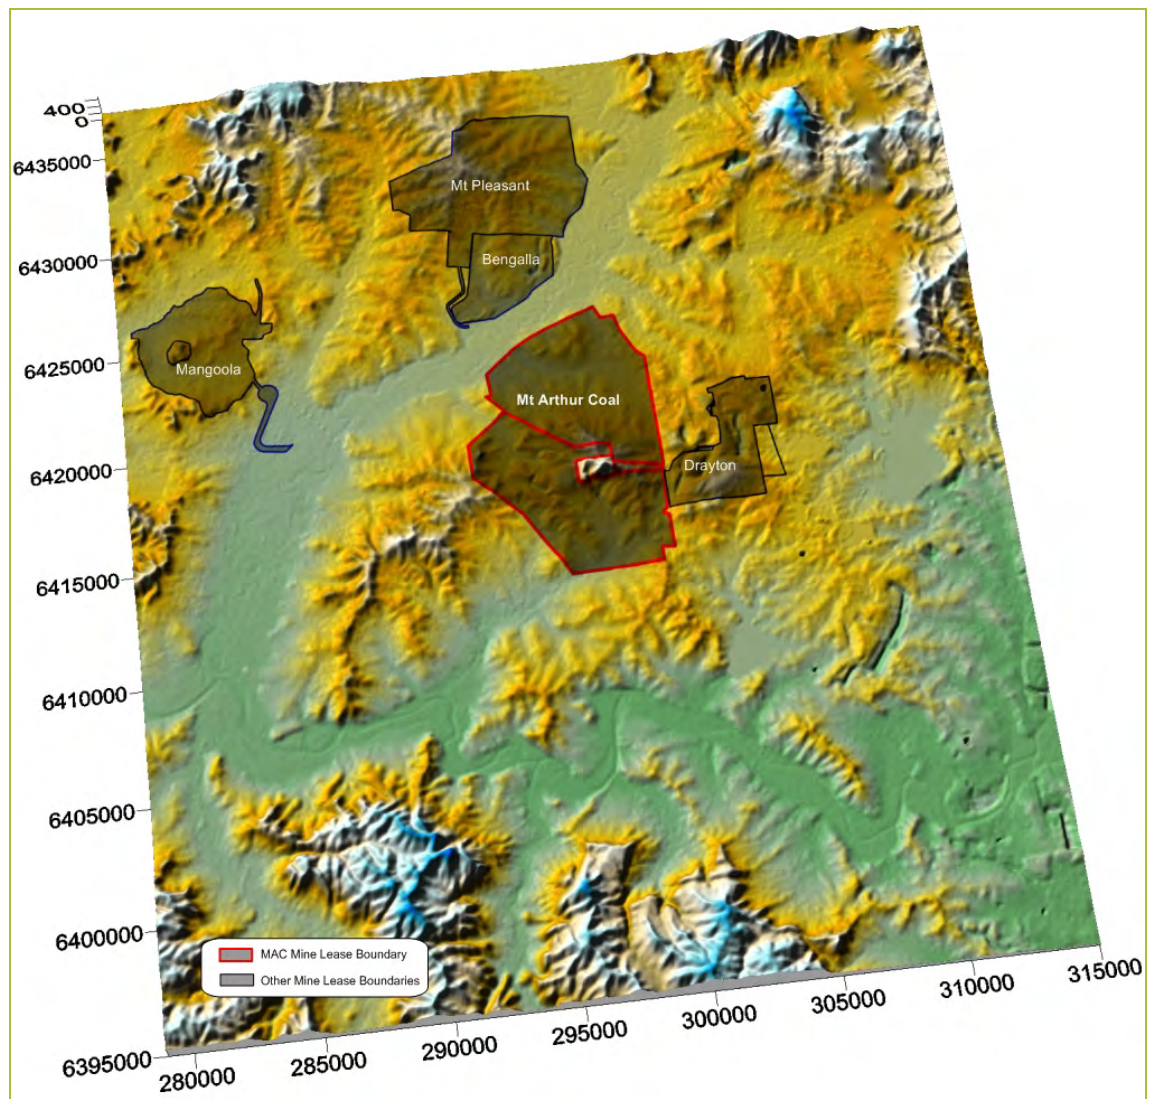 400
0
6435000
Mt Pleasant
6430000
Bengalla
6425000
Mangoola
Mt Arthur Coal
6420000
Drayton
6415000
6410000
6405000
6400000
MAC Mine Lease Boundary
Other Mine Lease Boundaries
6395000
280000
285000
290000
295000
300000
305000
310000
315000